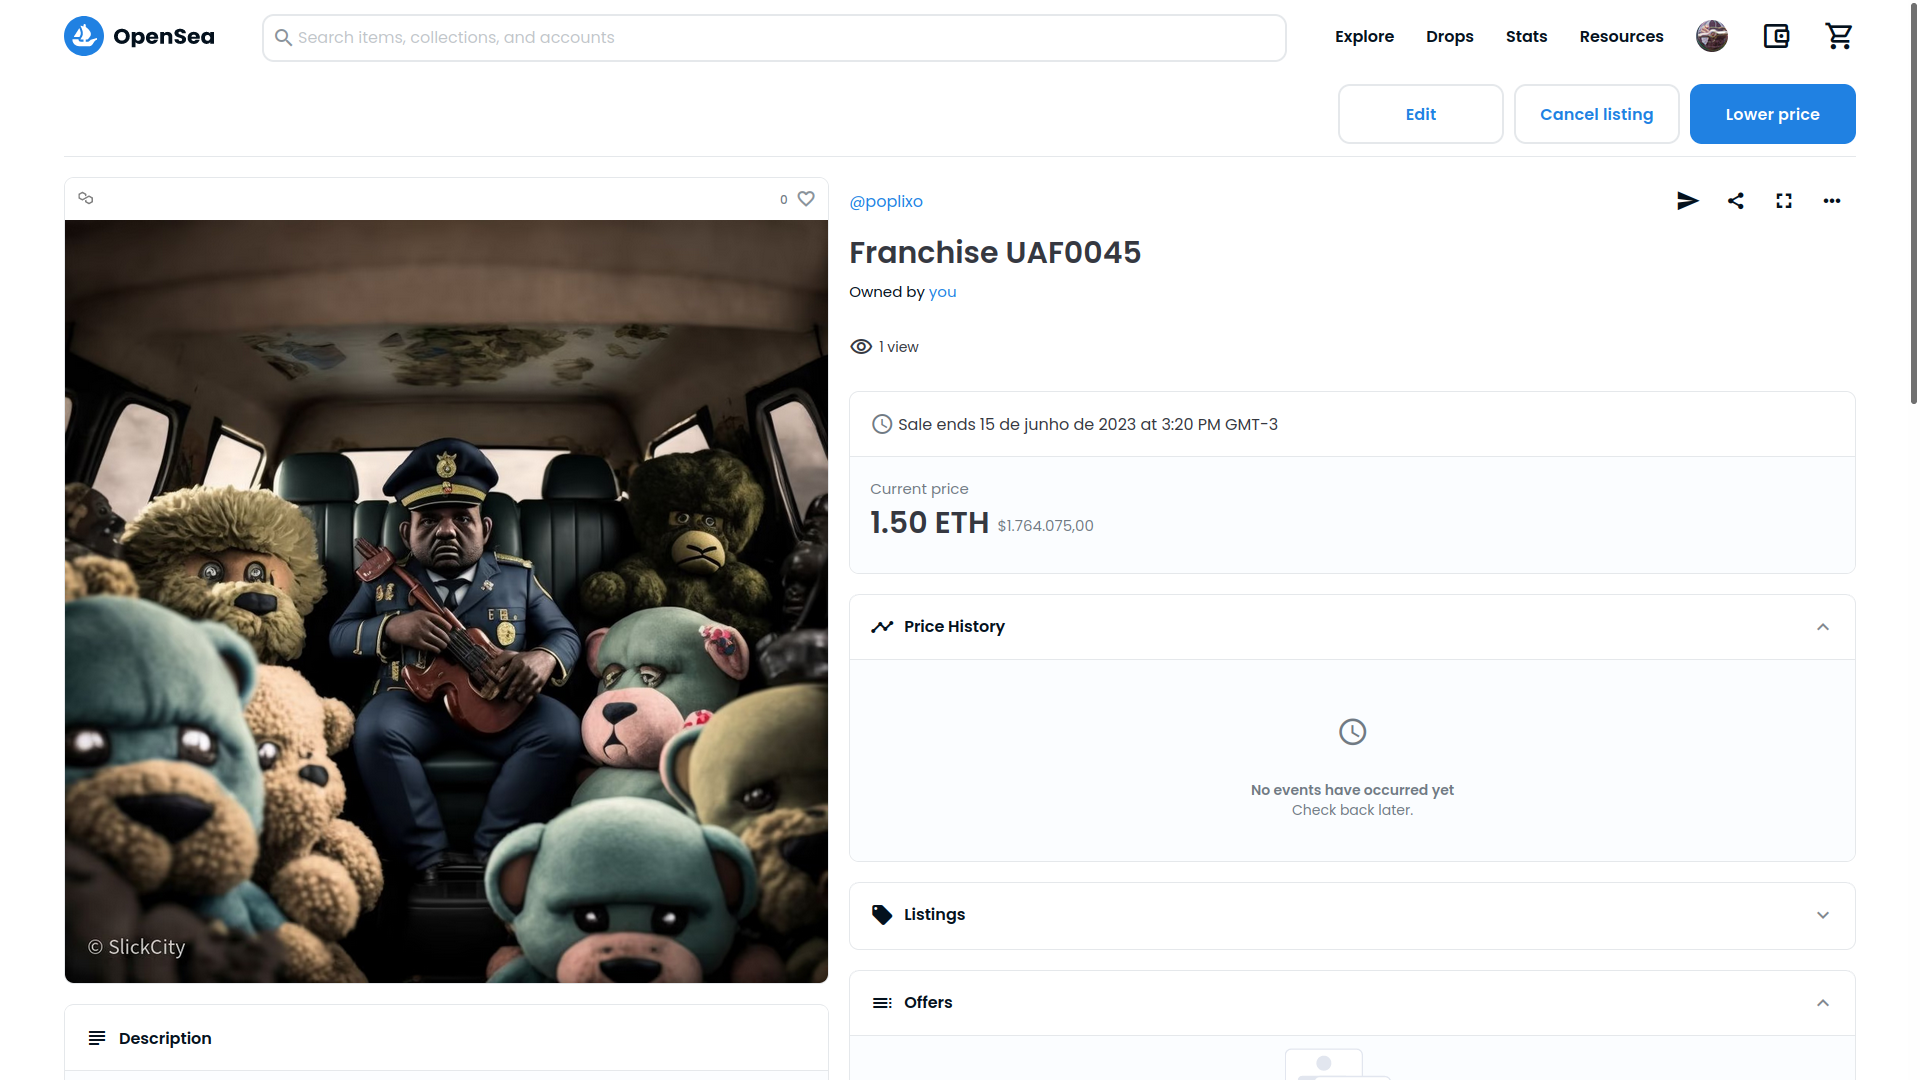 OpenSea
Search items, collections, and accounts
Explore
Drops
Stats
Resources
Edit
Cancel listing
Lower price
0
@poplixo
Franchise UAF0045
Owned by you
1 view
Sale ends 15 de junho de 2023 at 3:20 PM GMT-3
Current price
1.50 ETH $1.764.075,00
Price History
No events have occurred yet
Check back later.
Listings
Offers
© SlickCity
Description